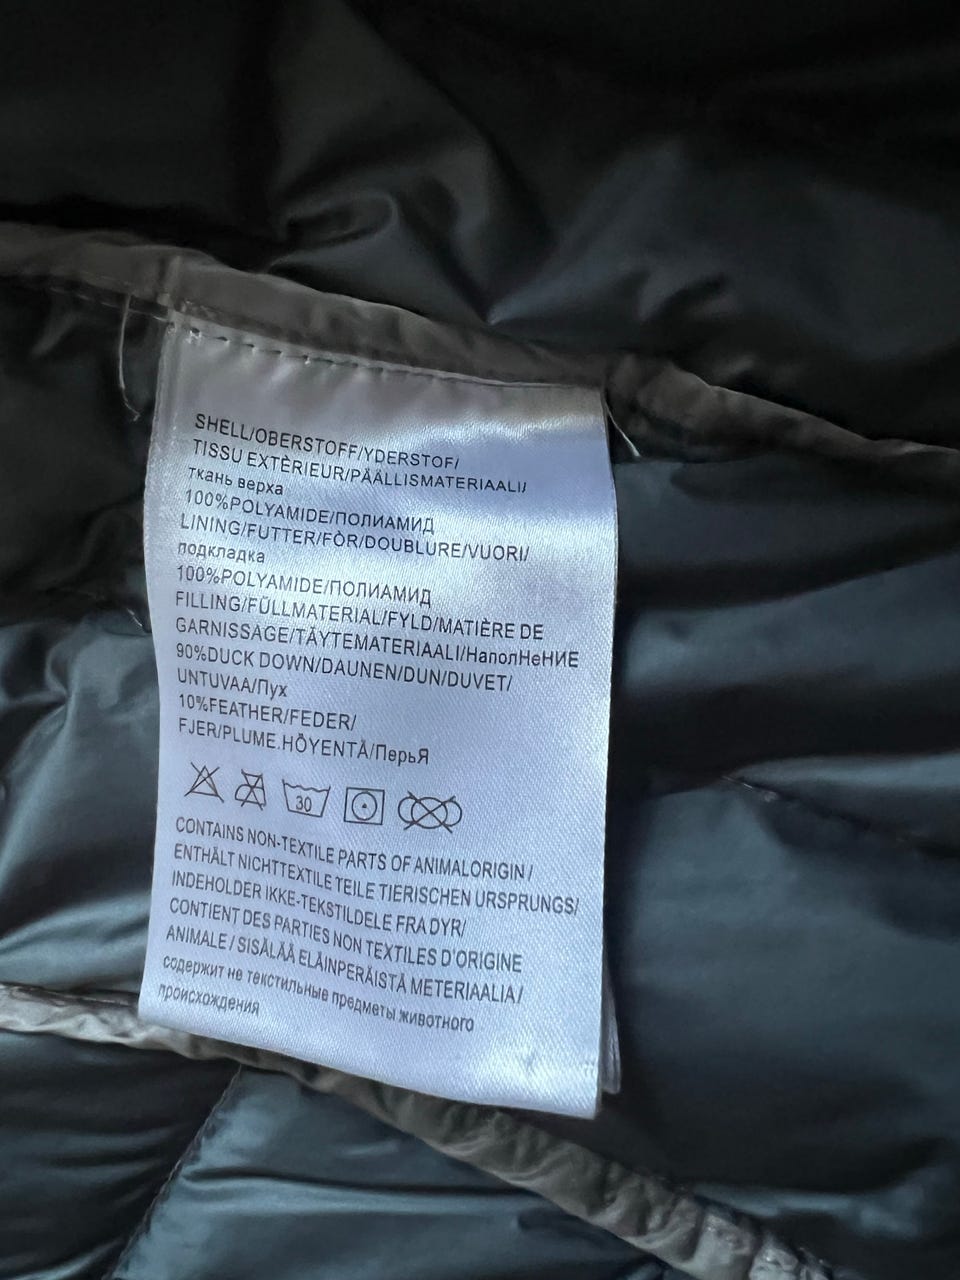 SHELL/OBERSTOFF/YDERSTOF/
TISSU EXTÈRIEUR/PÄÄLLISMATERIAALI/
ткань верха
100%POLYAMIDE/ПОЛИАМИД
LINING/FUTTER/FÒR/DOUBLURE/VUORI/
подкладка
100%POLYAMIDE/ПОЛИАМИД
FILLING/FÜLLMATERIAL/FYLD/MATIÈRE DE
GARNISSAGE/TÄYTEMATERIAALI/НаполНеНИЕ
90%DUCK DOWN/DAUNEN/DUN/DUVET/
UNTUVAA/Пух
10%FEATHER/FEDER/
FJER/PLUME.HÖYENTÄ/ПерьЯ
30
CONTAINS NON-TEXTILE PARTS OF ANIMALORIGIN/
ENTHÄLT NICHTTEXTILE TEILE TIERISCHEN URSPRUNGS/
INDEHOLDER IKKE-TEKSTILDELE FRA DYR/
CONTIENT DES PARTIES NON TEXTILES D'ORIGINE
ANIMALE/SISÄLÄÄ ELÄINPERÄISTÄ METERIAALIA/
содержит не текстильные предметы животного
происхождения